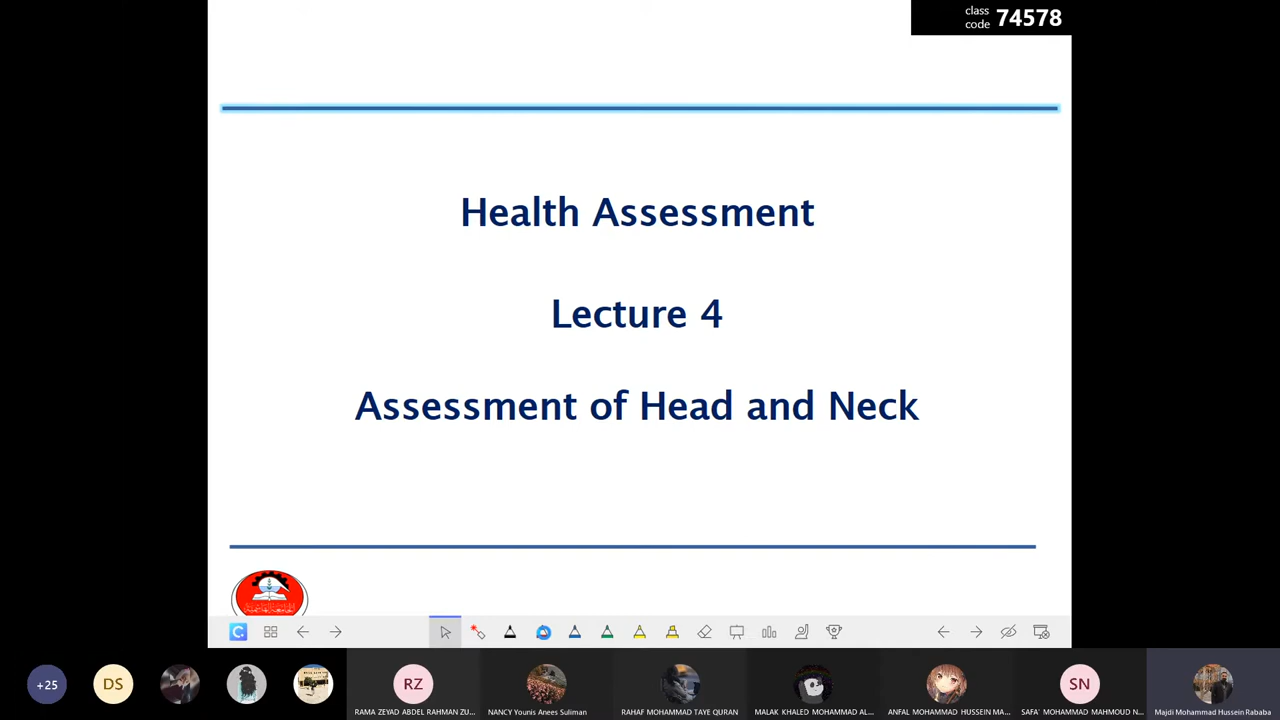 class
code 74578
Health Assessment
Lecture 4
Assessment of Head and Neck
+25
DS
RZ
SN
RAMA ZEYAD ABDEL RAHMAN ZU...
NANCY Younis Anees Suliman
RAHAF MOHAMMAD TAYE QURAN
MALAK KHALED MOHAMMAD AL...
ANFAL MOHAMMAD HUSSEIN MA...
SAFA' MOHAMMAD MAHMOUD N...
Majdi Mohammad Hussein Rababa